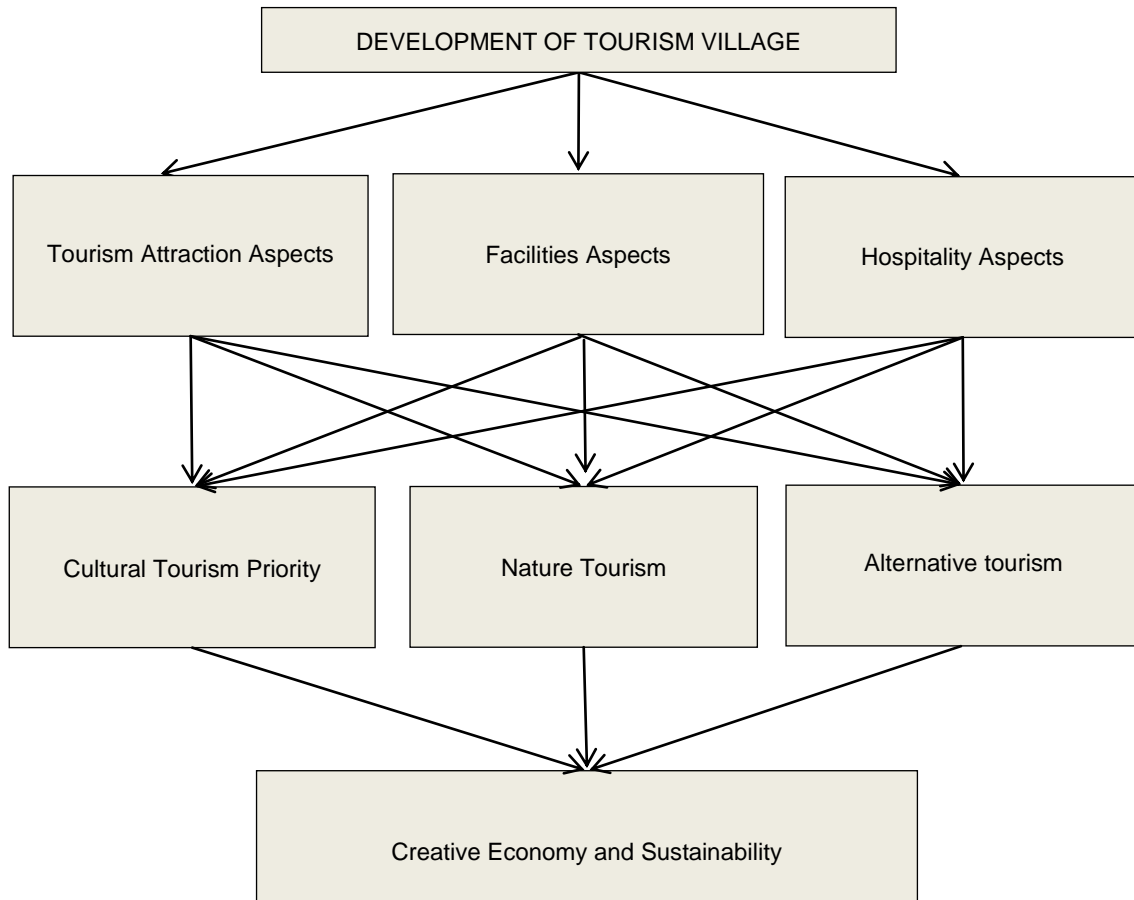 DEVELOPMENT OF TOURISM VILLAGE
Tourism Attraction Aspects
Facilities Aspects
Hospitality Aspects
Cultural Tourism Priority
Nature Tourism
Alternative tourism
Creative Economy and Sustainability